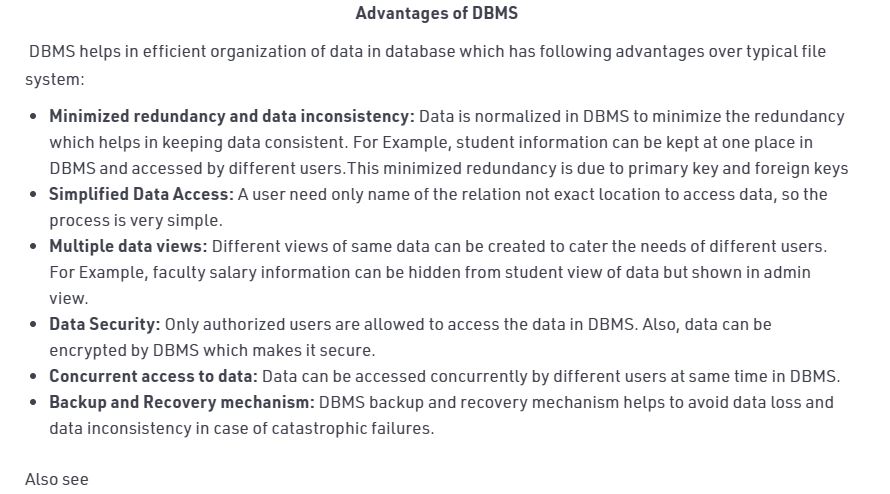 Advantages of DBMS
DBMS helps in efficient organization of data in database which has following advantages over typical file
system:
• Minimized redundancy and data inconsistency: Data is normalized in DBMS to minimize the redundancy
which helps in keeping data consistent. For Example, student information can be kept at one place in
DBMS and accessed by different users.This minimized redundancy is due to primary key and foreign keys
• Simplified Data Access: A user need only name of the relation not exact location to access data, so the
process is very simple.
• Multiple data views: Different views of same data can be created to cater the needs of different users.
For Example, faculty salary information can be hidden from student view of data but shown in admin
view.
• Data Security: Only authorized users are allowed to access the data in DBMS. Also, data can be
encrypted by DBMS which makes it secure.
• Concurrent access to data: Data can be accessed concurrently by different users at same time in DBMS.
• Backup and Recovery mechanism: DBMS backup and recovery mechanism helps to avoid data loss and
data inconsistency in case of catastrophic failures.
Also see